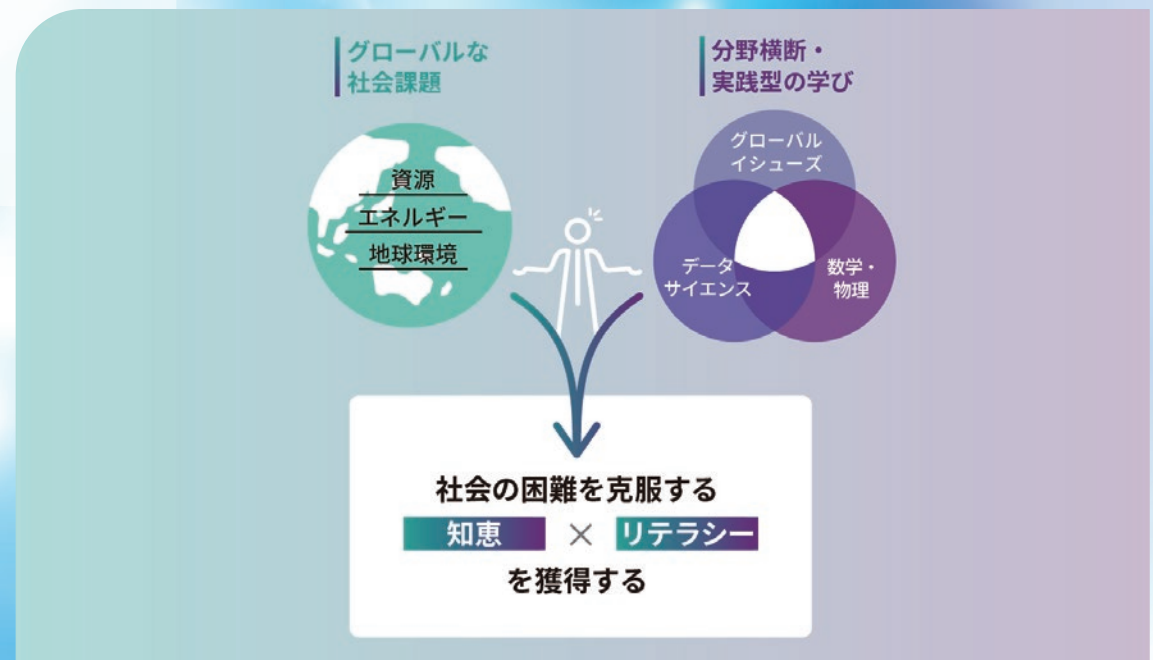 グローバルな
社会課題
資源
エネルギー
地球環境
分野横断・
実践型の学び
グローバル
イシューズ
データ
サイエンス
数学・
物理
社会の困難を克服する
知恵 × リテラシー
を獲得する